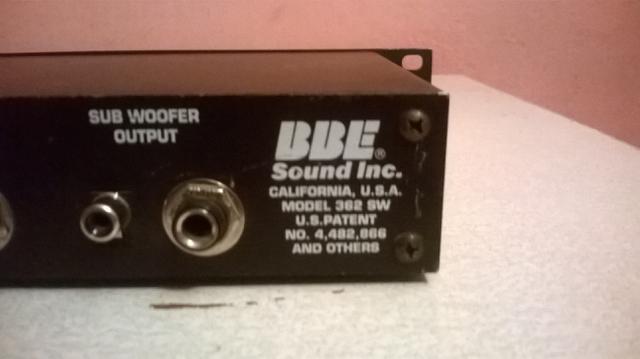 SUB WOOFER
OUTPUT
BBE®
Sound Inc.
CALIFORNIA, U.S.A.
MODEL 362 SW
U.S.PATENT
NO. 4,482,866
AND OTHERS